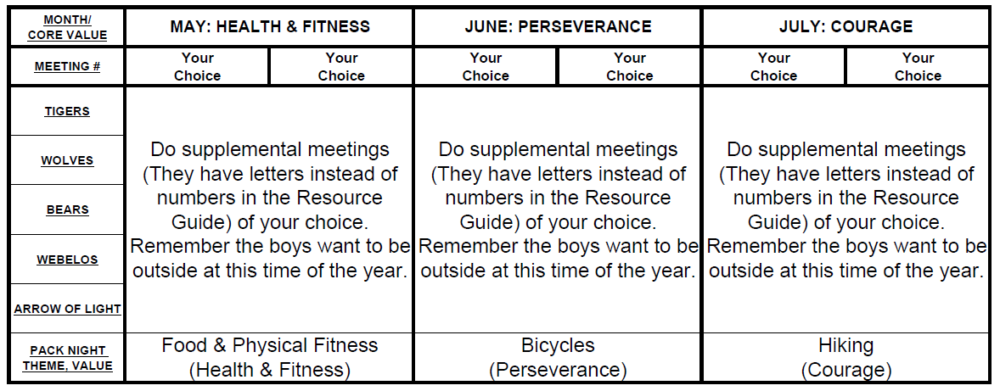 MONTH/
CORE VALUE
MAY: HEALTH & FITNESS
JUNE: PERSEVERANCE
JULY: COURAGE
MEETING #
Your
Choice
Your
Choice
Your
Choice
Your
Choice
Your
Choice
Your
Choice
TIGERS
WOLVES
BEARS
WEBELOS
ARROW OF LIGHT
Do supplemental meetings
(They have letters instead of
numbers in the Resource
Guide) of your choice.
Remember the boys want to be
outside at this time of the year.
Do supplemental meetings
(They have letters instead of
numbers in the Resource
Guide) of your choice.
Remember the boys want to be
outside at this time of the year.
Do supplemental meetings
(They have letters instead of
numbers in the Resource
Guide) of your choice.
Remember the boys want to be
outside at this time of the year.
PACK NIGHT
THEME, VALUE
Food & Physical Fitness
(Health & Fitness)
Bicycles
(Perseverance)
Hiking
(Courage)